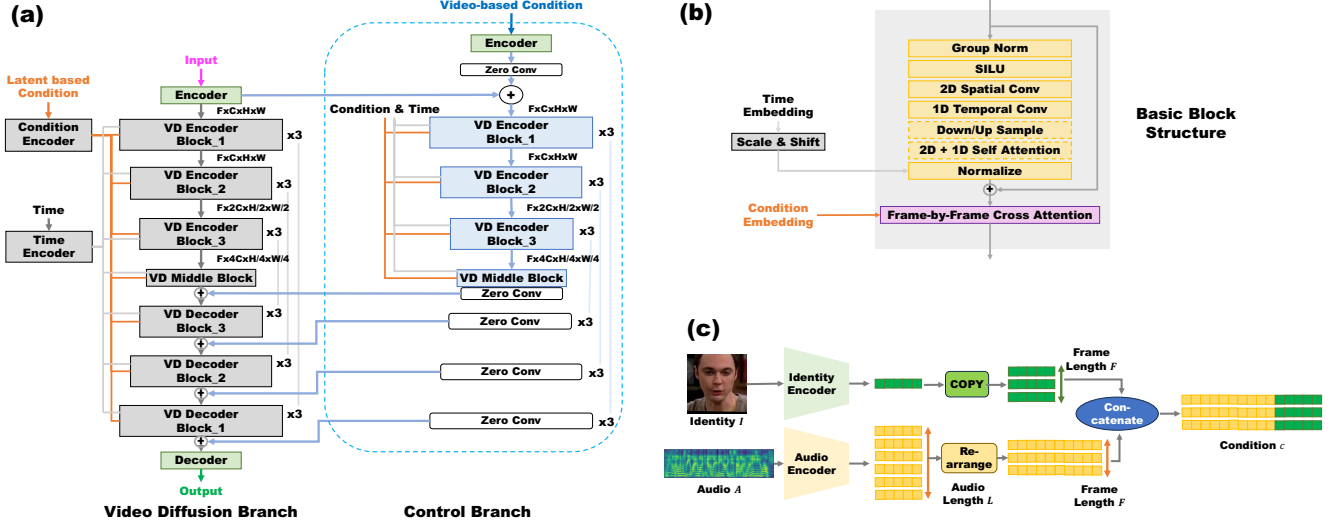 (a)
Video-based Condition
Encoder
Zero Conv
Latent based
Condition
Input
Encoder
FxCxHxW
Condition & Time
FxCxHxW
Condition
Encoder
VD Encoder
Block_1
x3
VD Encoder
Block_1
x3
FxCxHxW
FxCxHxW
VD Encoder
Block_2
x3
VD Encoder
Block_2
x3
Fx2CxH/2xW/2
Fx2CxH/2xW/2
Time
Time
Encoder
VD Encoder
Block_3
x3
VD Encoder
Block_3
x3
Fx4CxH/4xW/4
Fx4CxH/4xW/4
VD Middle Block
VD Middle Block
+
Zero Conv
VD Decoder
Block_3
x3
Zero Conv
x3
+
VD Decoder
Block_2
x3
Zero Conv
x3
+
VD Decoder
Block_1
x3
Zero Conv
x3
+
Decoder
Output
Video Diffusion Branch
Control Branch
(b)
Group Norm
SILU
2D Spatial Conv
1D Temporal Conv
Down/Up Sample
2D + 1D Self Attention
Normalize
+
Frame-by-Frame Cross Attention
Time
Embedding
Scale & Shift
Condition
Embedding
Basic Block
Structure
(c)
Identity I
Identity
Encoder
COPY
Frame
Length F
Con-
catenate
Condition c
Audio A
Audio
Encoder
Audio
Length L
Re-
arrange
Frame
Length F